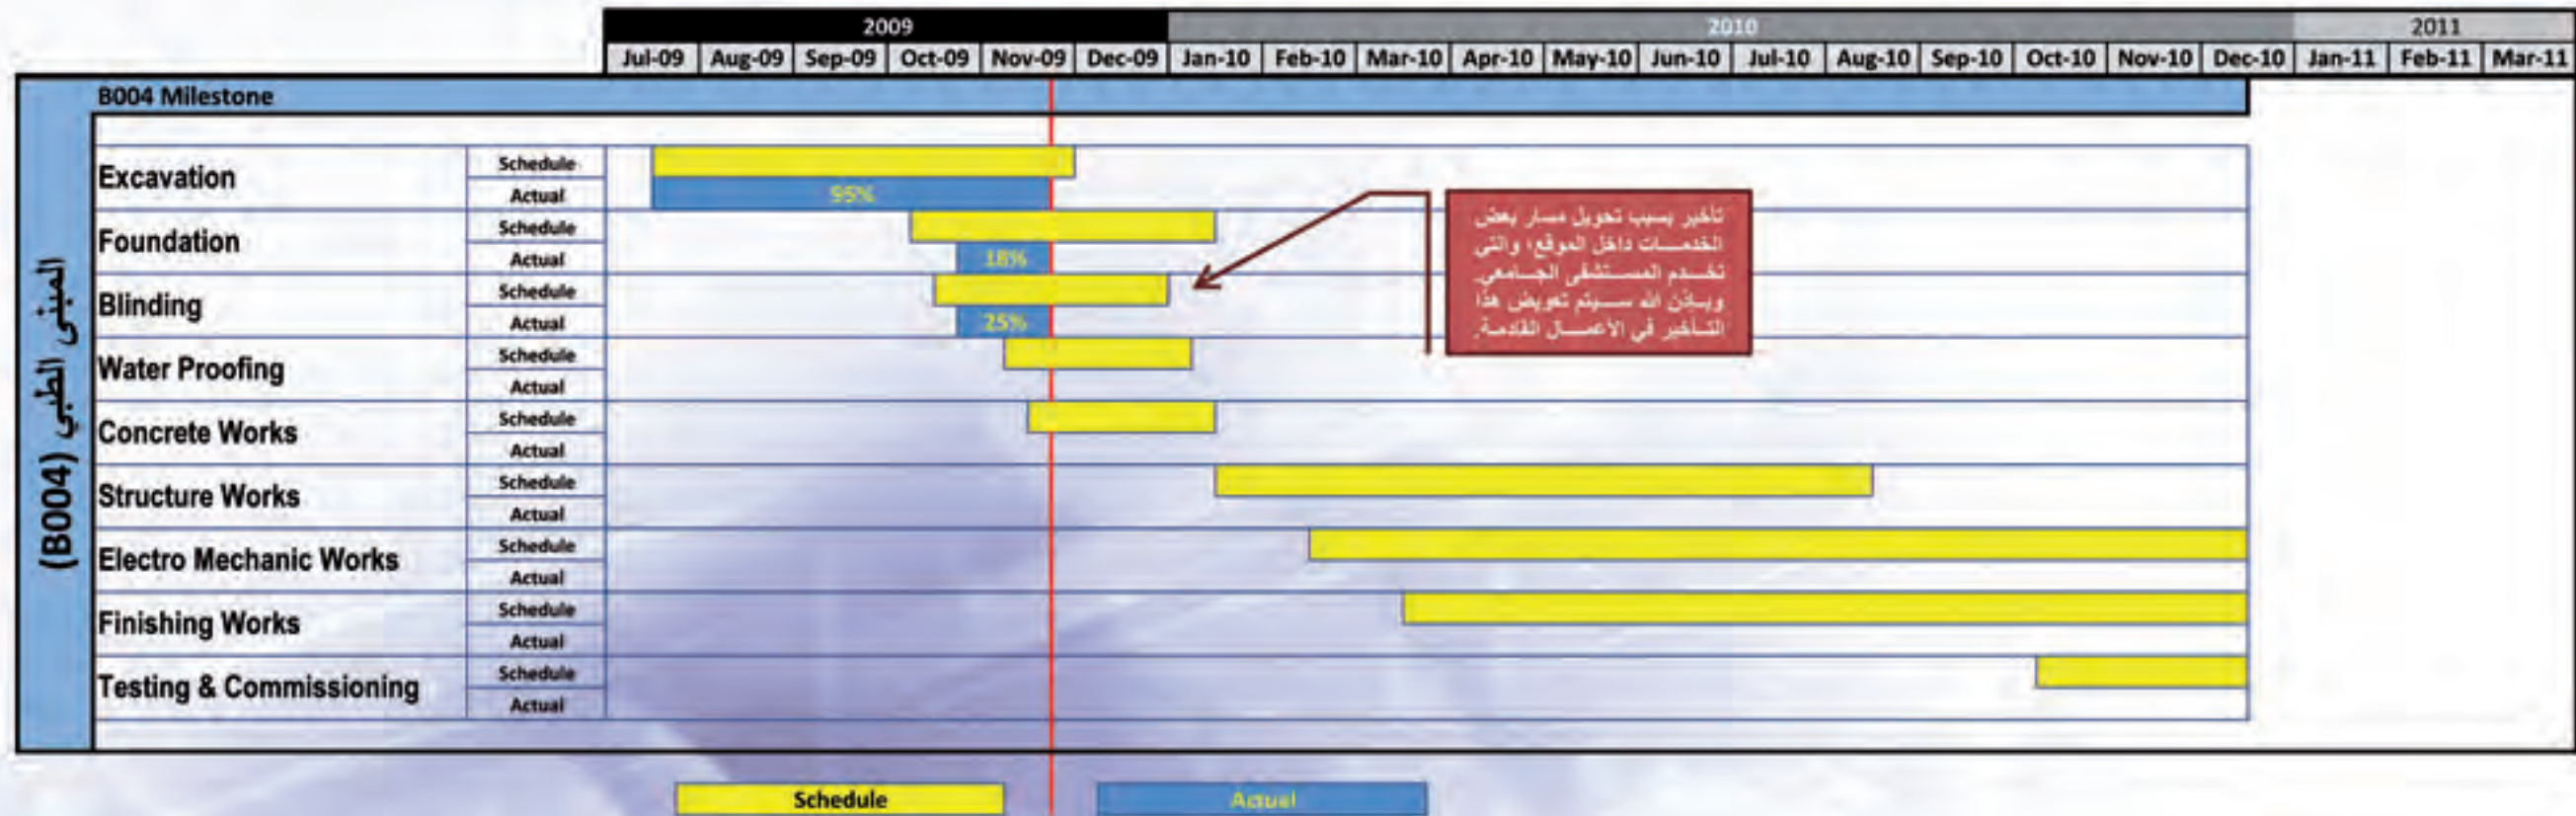 2009 2010 2011
Jul-09 Aug-09 Sep-09 Oct-09 Nov-09 Dec-09 Jan-10 Feb-10 Mar-10 Apr-10 May-10 Jun-10 Jul-10 Aug-10 Sep-10 Oct-10 Nov-10 Dec-10 Jan-11 Feb-11 Mar-11
المبنى الطبي (B004)
B004 Milestone
Excavation
Schedule
Actual 95%
Foundation
Schedule
Actual 18%
Blinding
Schedule
Actual 25%
Water Proofing
Schedule
Actual
Concrete Works
Schedule
Actual
Structure Works
Schedule
Actual
Electro Mechanic Works
Schedule
Actual
Finishing Works
Schedule
Actual
Testing & Commissioning
Schedule
Actual
تأخير بسبب تحويل مسار بعض
الخدمات داخل الموقع، والتي
تخدم المستشفى الجامعي.
وبإذن الله سيتم تعويض هذا
التأخير في الأعمال القادمة.
Schedule Actual